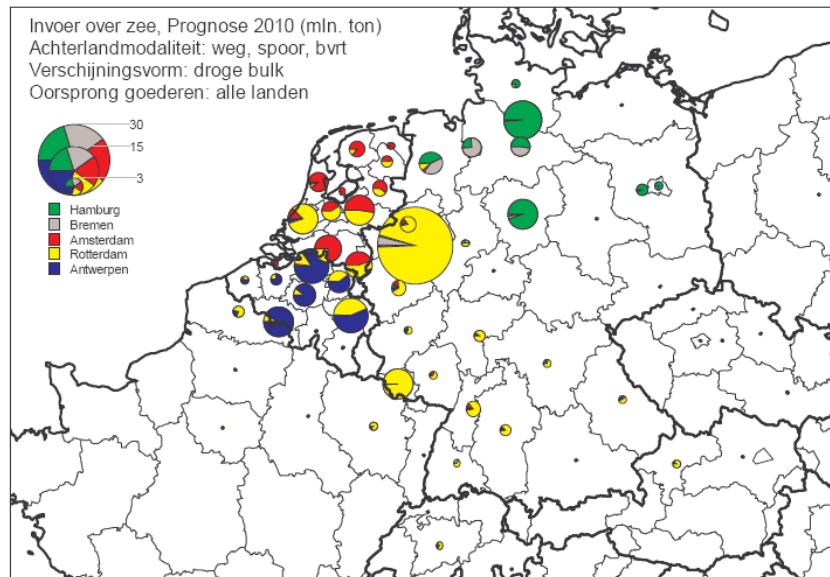 Invoer over zee, Prognose 2010 (mln. ton)
Achterlandmodaliteit: weg, spoor, bvrt
Verschijningsvorm: droge bulk
Oorsprong goederen: alle landen
30
15
3
Hamburg
Bremen
Amsterdam
Rotterdam
Antwerpen